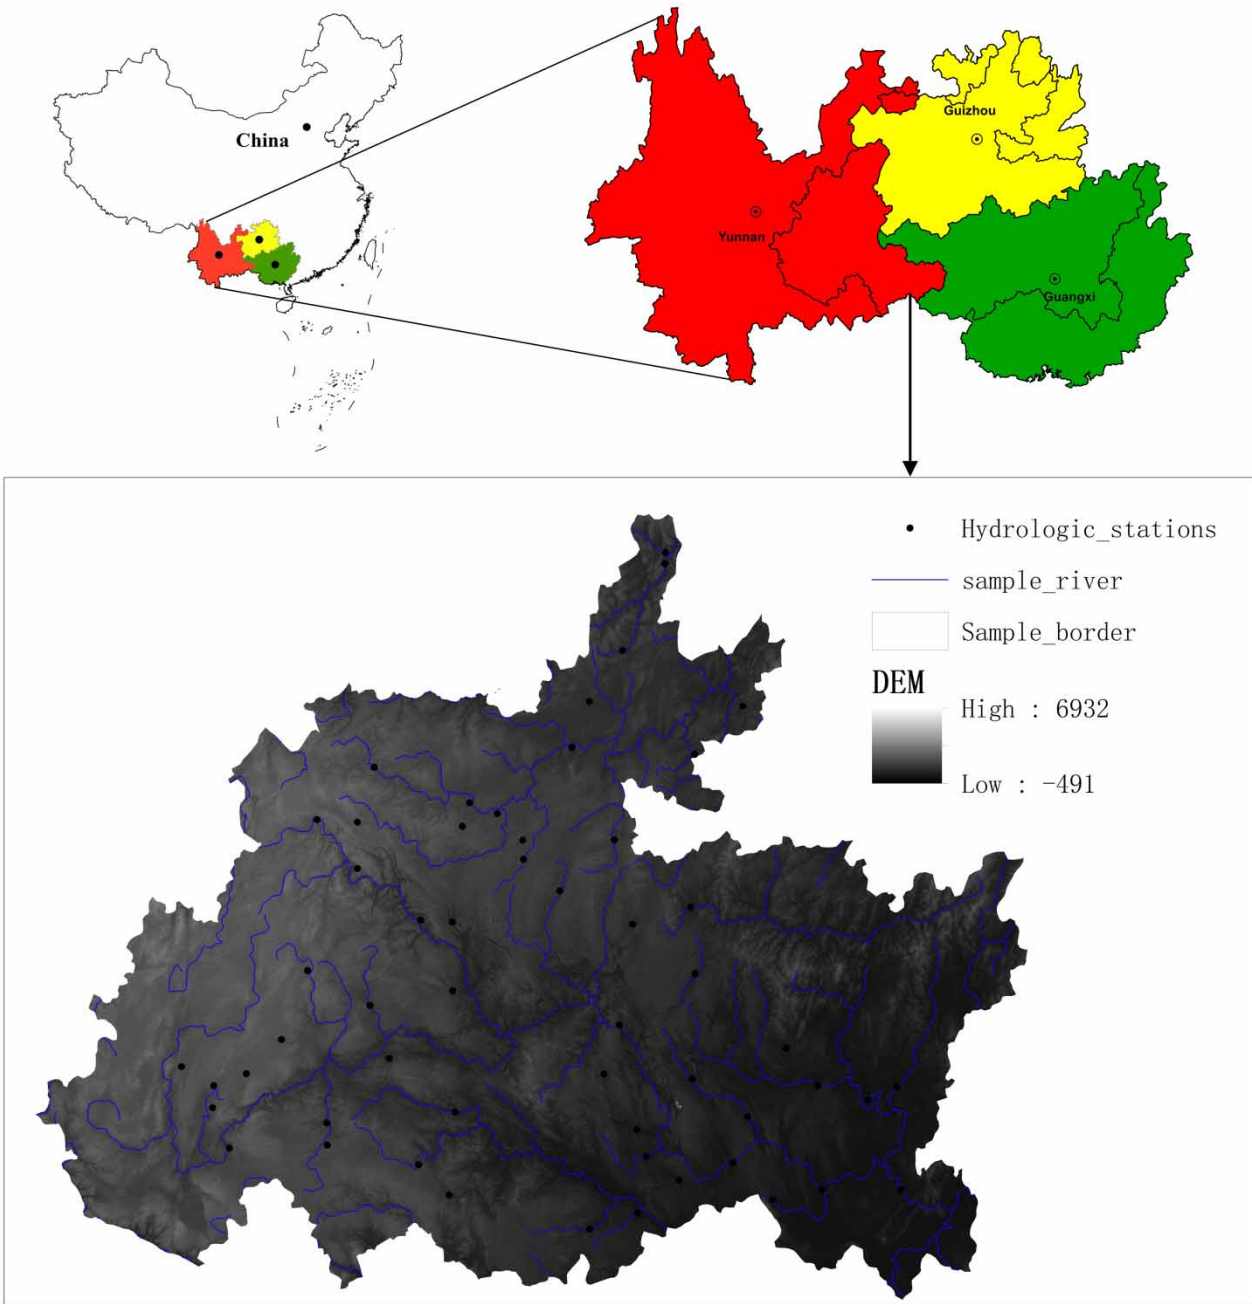 China
Guizhou
Yunnan
Guangxi
Hydrologic_stations
sample_river
Sample_border
DEM
High : 6932
Low : -491